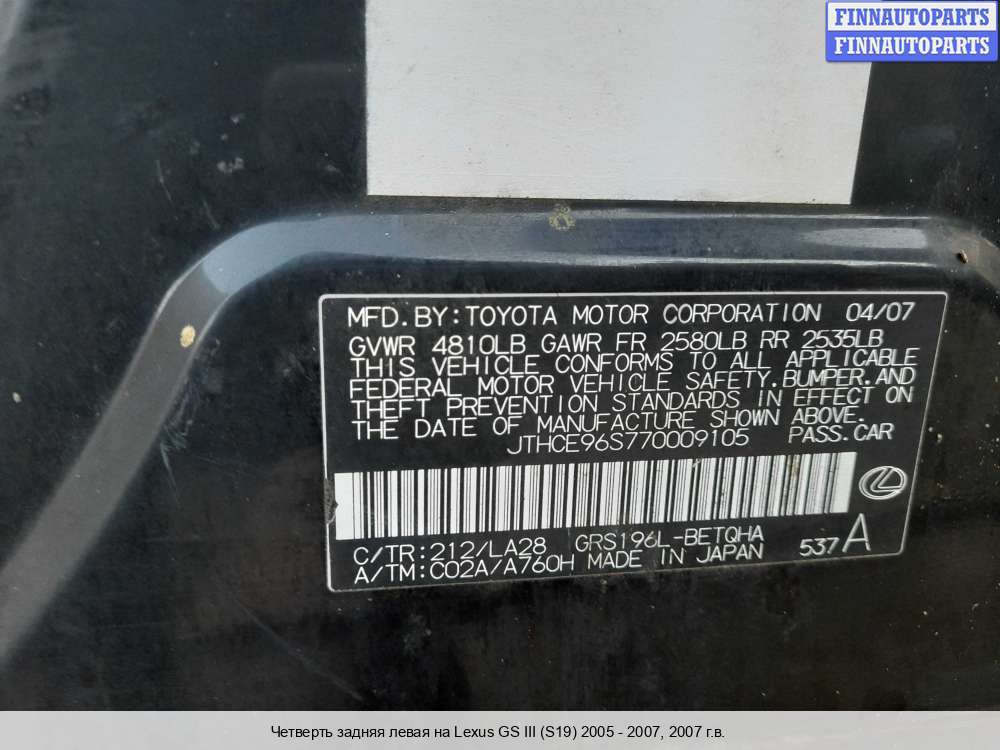 FINNAUTOPARTS
FINNAUTOPARTS
MFD. BY: TOYOTA MOTOR CORPORATION 04/07
GVWR 4810LB GAWR FR 2580LB RR 2535LB
THIS VEHICLE CONFORMS TO ALL APPLICABLE
FEDERAL MOTOR VEHICLE SAFETY, BUMPER, AND
THEFT PREVENTION STANDARDS IN EFFECT ON
THE DATE OF MANUFACTURE SHOWN ABOVE.
JTHCE96S770009105 PASS. CAR
C/TR: 212/LA28 GRS196L-BETQHA
A/TM: C02A/A760H MADE IN JAPAN 537 A
Четверть задняя левая на Lexus GS III (S19) 2005 - 2007, 2007 г.в.